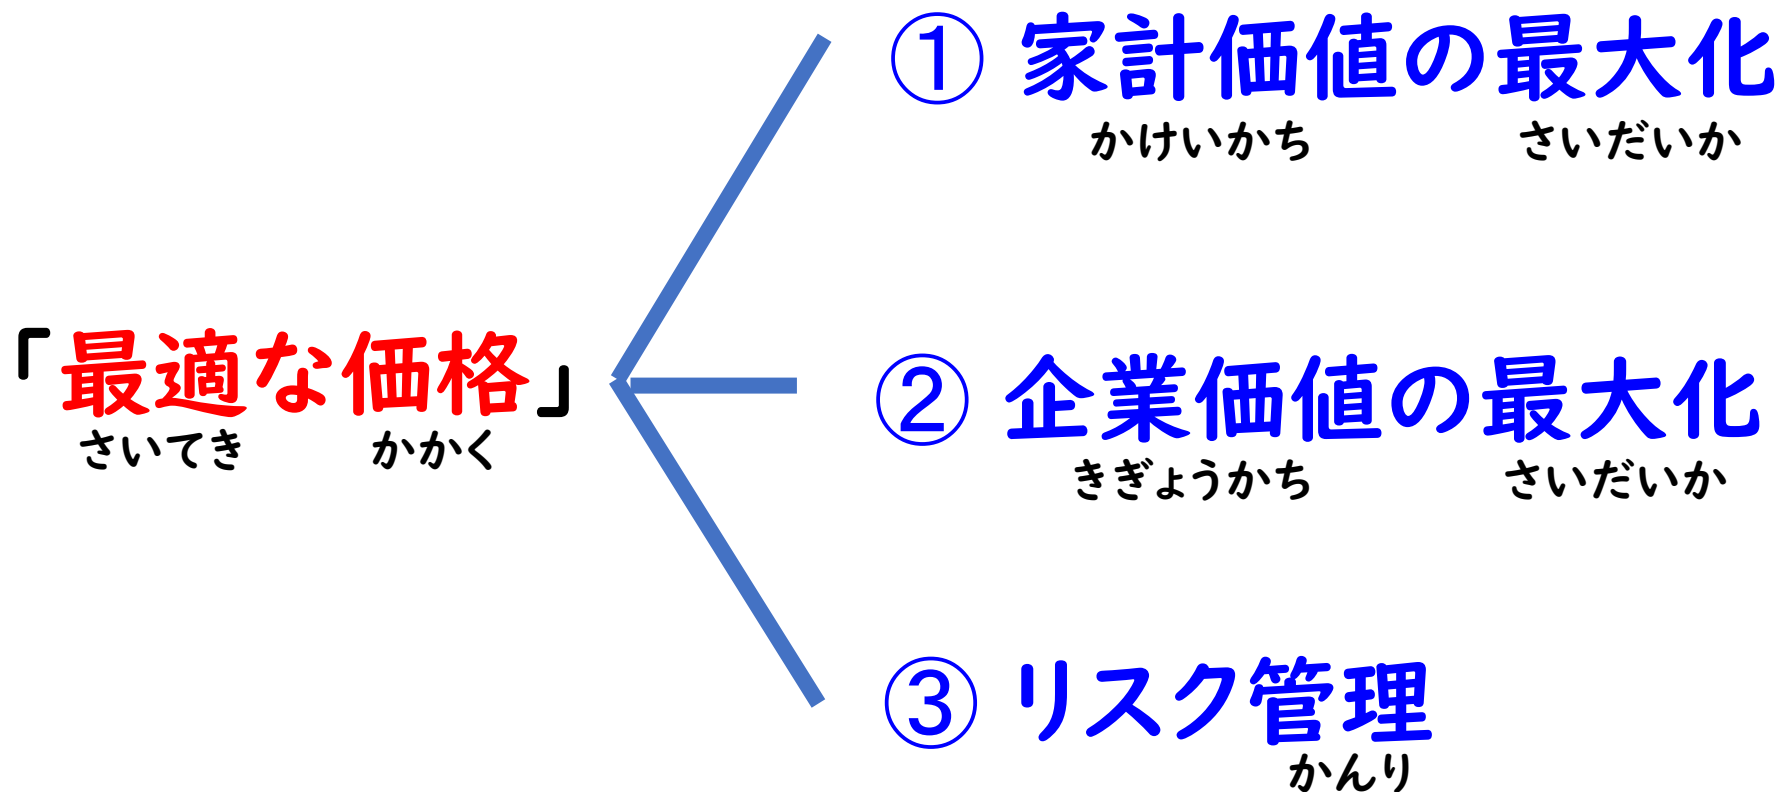 ① 家計価値の最大化
かけいかち さいだいか
「最適な価格」
さいてき かかく
② 企業価値の最大化
きぎょうかち さいだいか
③ リスク管理
かんり